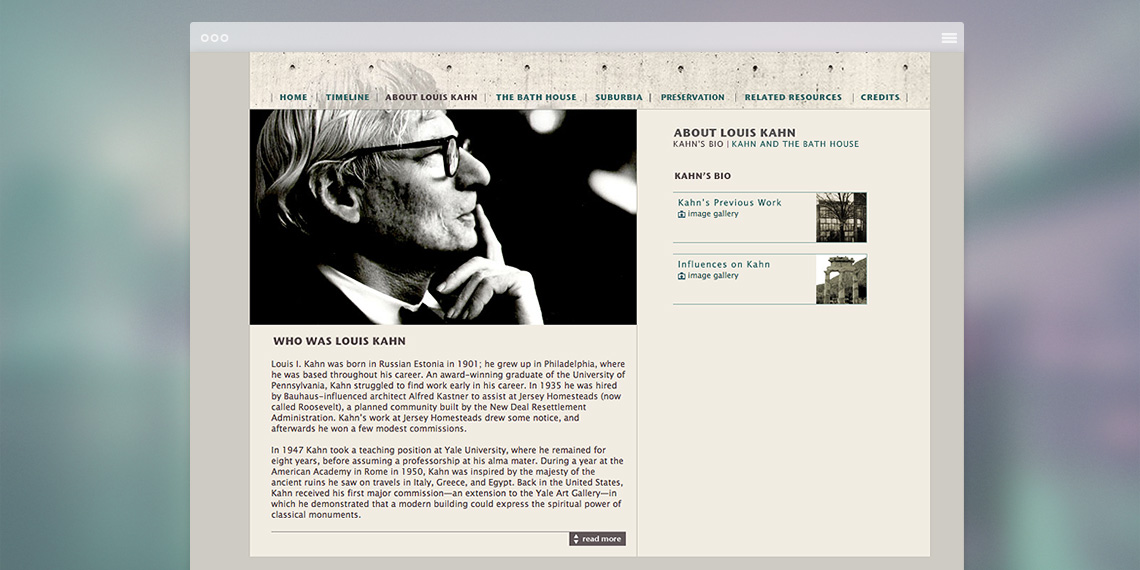 HOME | TIMELINE | ABOUT LOUIS KAHN | THE BATH HOUSE | SUBURBIA | PRESERVATION | RELATED RESOURCES | CREDITS |
ABOUT LOUIS KAHN
KAHN'S BIO | KAHN AND THE BATH HOUSE
KAHN'S BIO
Kahn's Previous Work
image gallery
Influences on Kahn
image gallery
WHO WAS LOUIS KAHN
Louis I. Kahn was born in Russian Estonia in 1901; he grew up in Philadelphia, where
he was based throughout his career. An award-winning graduate of the University of
Pennsylvania, Kahn struggled to find work early in his career. In 1935 he was hired
by Bauhaus-influenced architect Alfred Kastner to assist at Jersey Homesteads (now
called Roosevelt), a planned community built by the New Deal Resettlement
Administration. Kahn's work at Jersey Homesteads drew some notice, and
afterwards he won a few modest commissions.
In 1947 Kahn took a teaching position at Yale University, where he remained for
eight years, before assuming a professorship at his alma mater. During a year at the
American Academy in Rome in 1950, Kahn was inspired by the majesty of the
ancient ruins he saw on travels in Italy, Greece, and Egypt. Back in the United States,
Kahn received his first major commission—an extension to the Yale Art Gallery—in
which he demonstrated that a modern building could express the spiritual power of
classical monuments.
read more